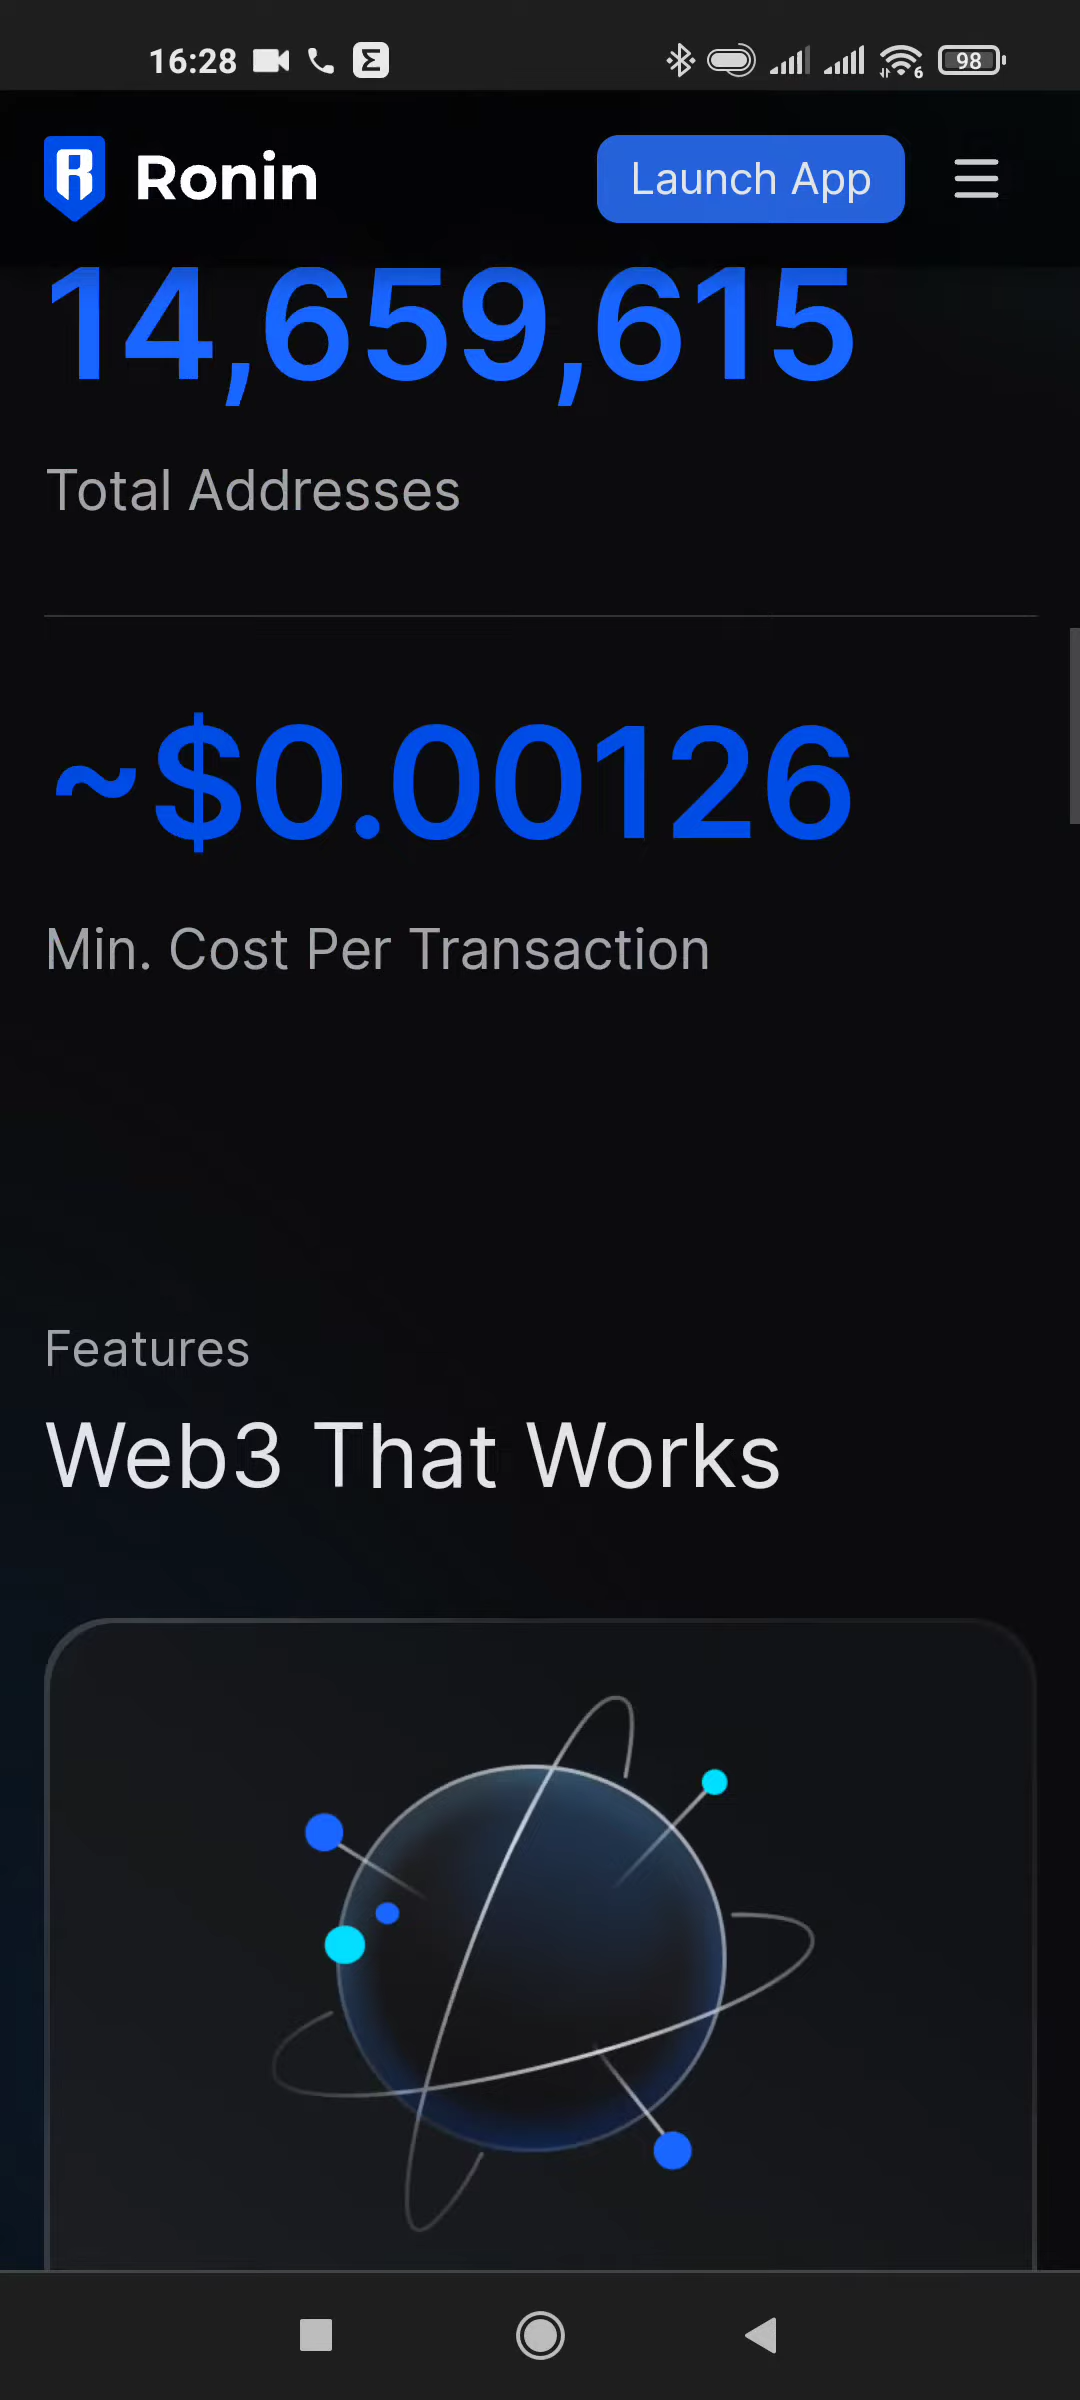 16:28
98
6
Ronin
Launch App
14,659,615
Total Addresses
~$0.00126
Min. Cost Per Transaction
Features
Web3 That Works